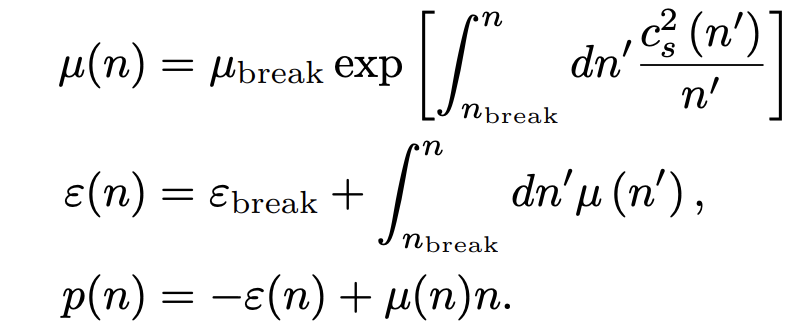 μ(n) = μ_break exp [∫_{n_break}^{n} dn′ c_s^2 (n′) / n′]
ε(n) = ε_break + ∫_{n_break}^{n} dn′μ (n′) ,
p(n) = −ε(n) + μ(n)n.